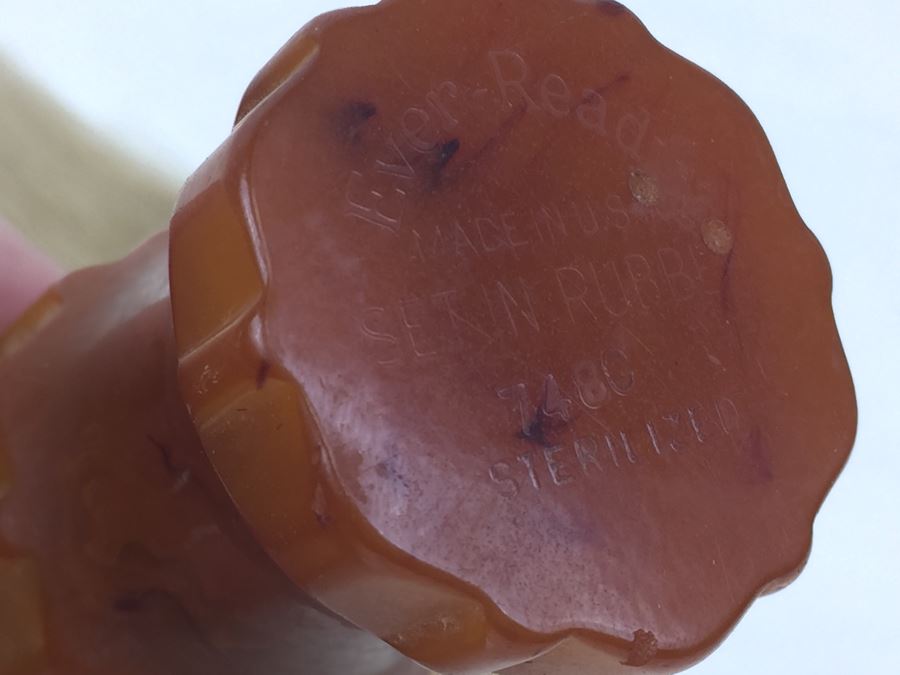 Ever-Ready
MADE IN U.S.A.
SET IN RUBBER
STERILIZED